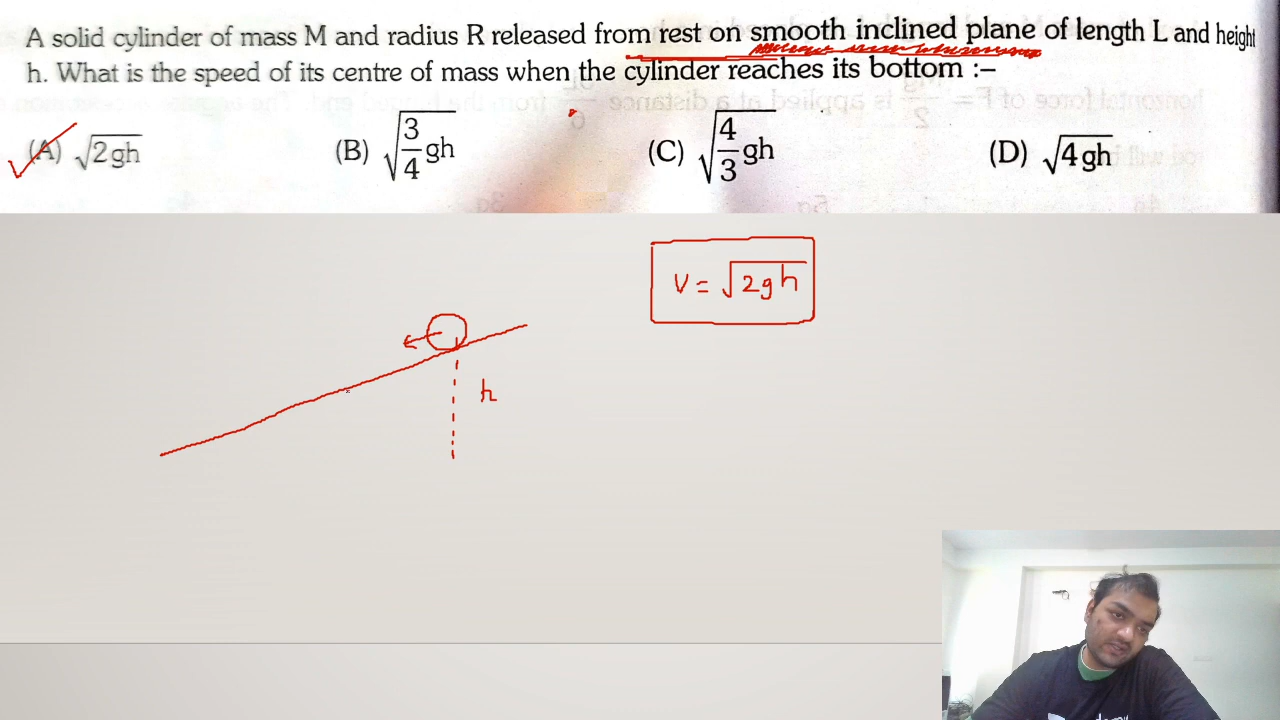 A solid cylinder of mass M and radius R released from rest on smooth inclined plane of length L and height
h. What is the speed of its centre of mass when the cylinder reaches its bottom :–
(A) √2gh (B) √3/4 gh (C) √4/3 gh (D) √4gh
V = √2gh
h